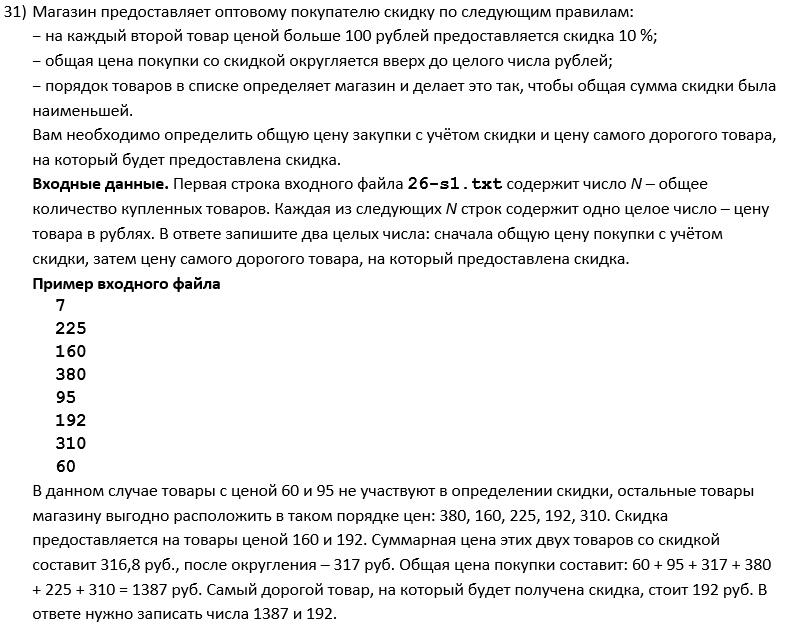 31) Магазин предоставляет оптовому покупателю скидку по следующим правилам:
– на каждый второй товар ценой больше 100 рублей предоставляется скидка 10 %;
– общая цена покупки со скидкой округляется вверх до целого числа рублей;
– порядок товаров в списке определяет магазин и делает это так, чтобы общая сумма скидки была
наименьшей.
Вам необходимо определить общую цену закупки с учётом скидки и цену самого дорогого товара,
на который будет предоставлена скидка.
Входные данные. Первая строка входного файла 26-s1.txt содержит число N – общее
количество купленных товаров. Каждая из следующих N строк содержит одно целое число – цену
товара в рублях. В ответе запишите два целых числа: сначала общую цену покупки с учётом
скидки, затем цену самого дорогого товара, на который предоставлена скидка.
Пример входного файла
7
225
160
380
95
192
310
60
В данном случае товары с ценой 60 и 95 не участвуют в определении скидки, остальные товары
магазину выгодно расположить в таком порядке цен: 380, 160, 225, 192, 310. Скидка
предоставляется на товары ценой 160 и 192. Суммарная цена этих двух товаров со скидкой
составит 316,8 руб., после округления – 317 руб. Общая цена покупки составит: 60 + 95 + 317 + 380
+ 225 + 310 = 1387 руб. Самый дорогой товар, на который будет получена скидка, стоит 192 руб. В
ответе нужно записать числа 1387 и 192.